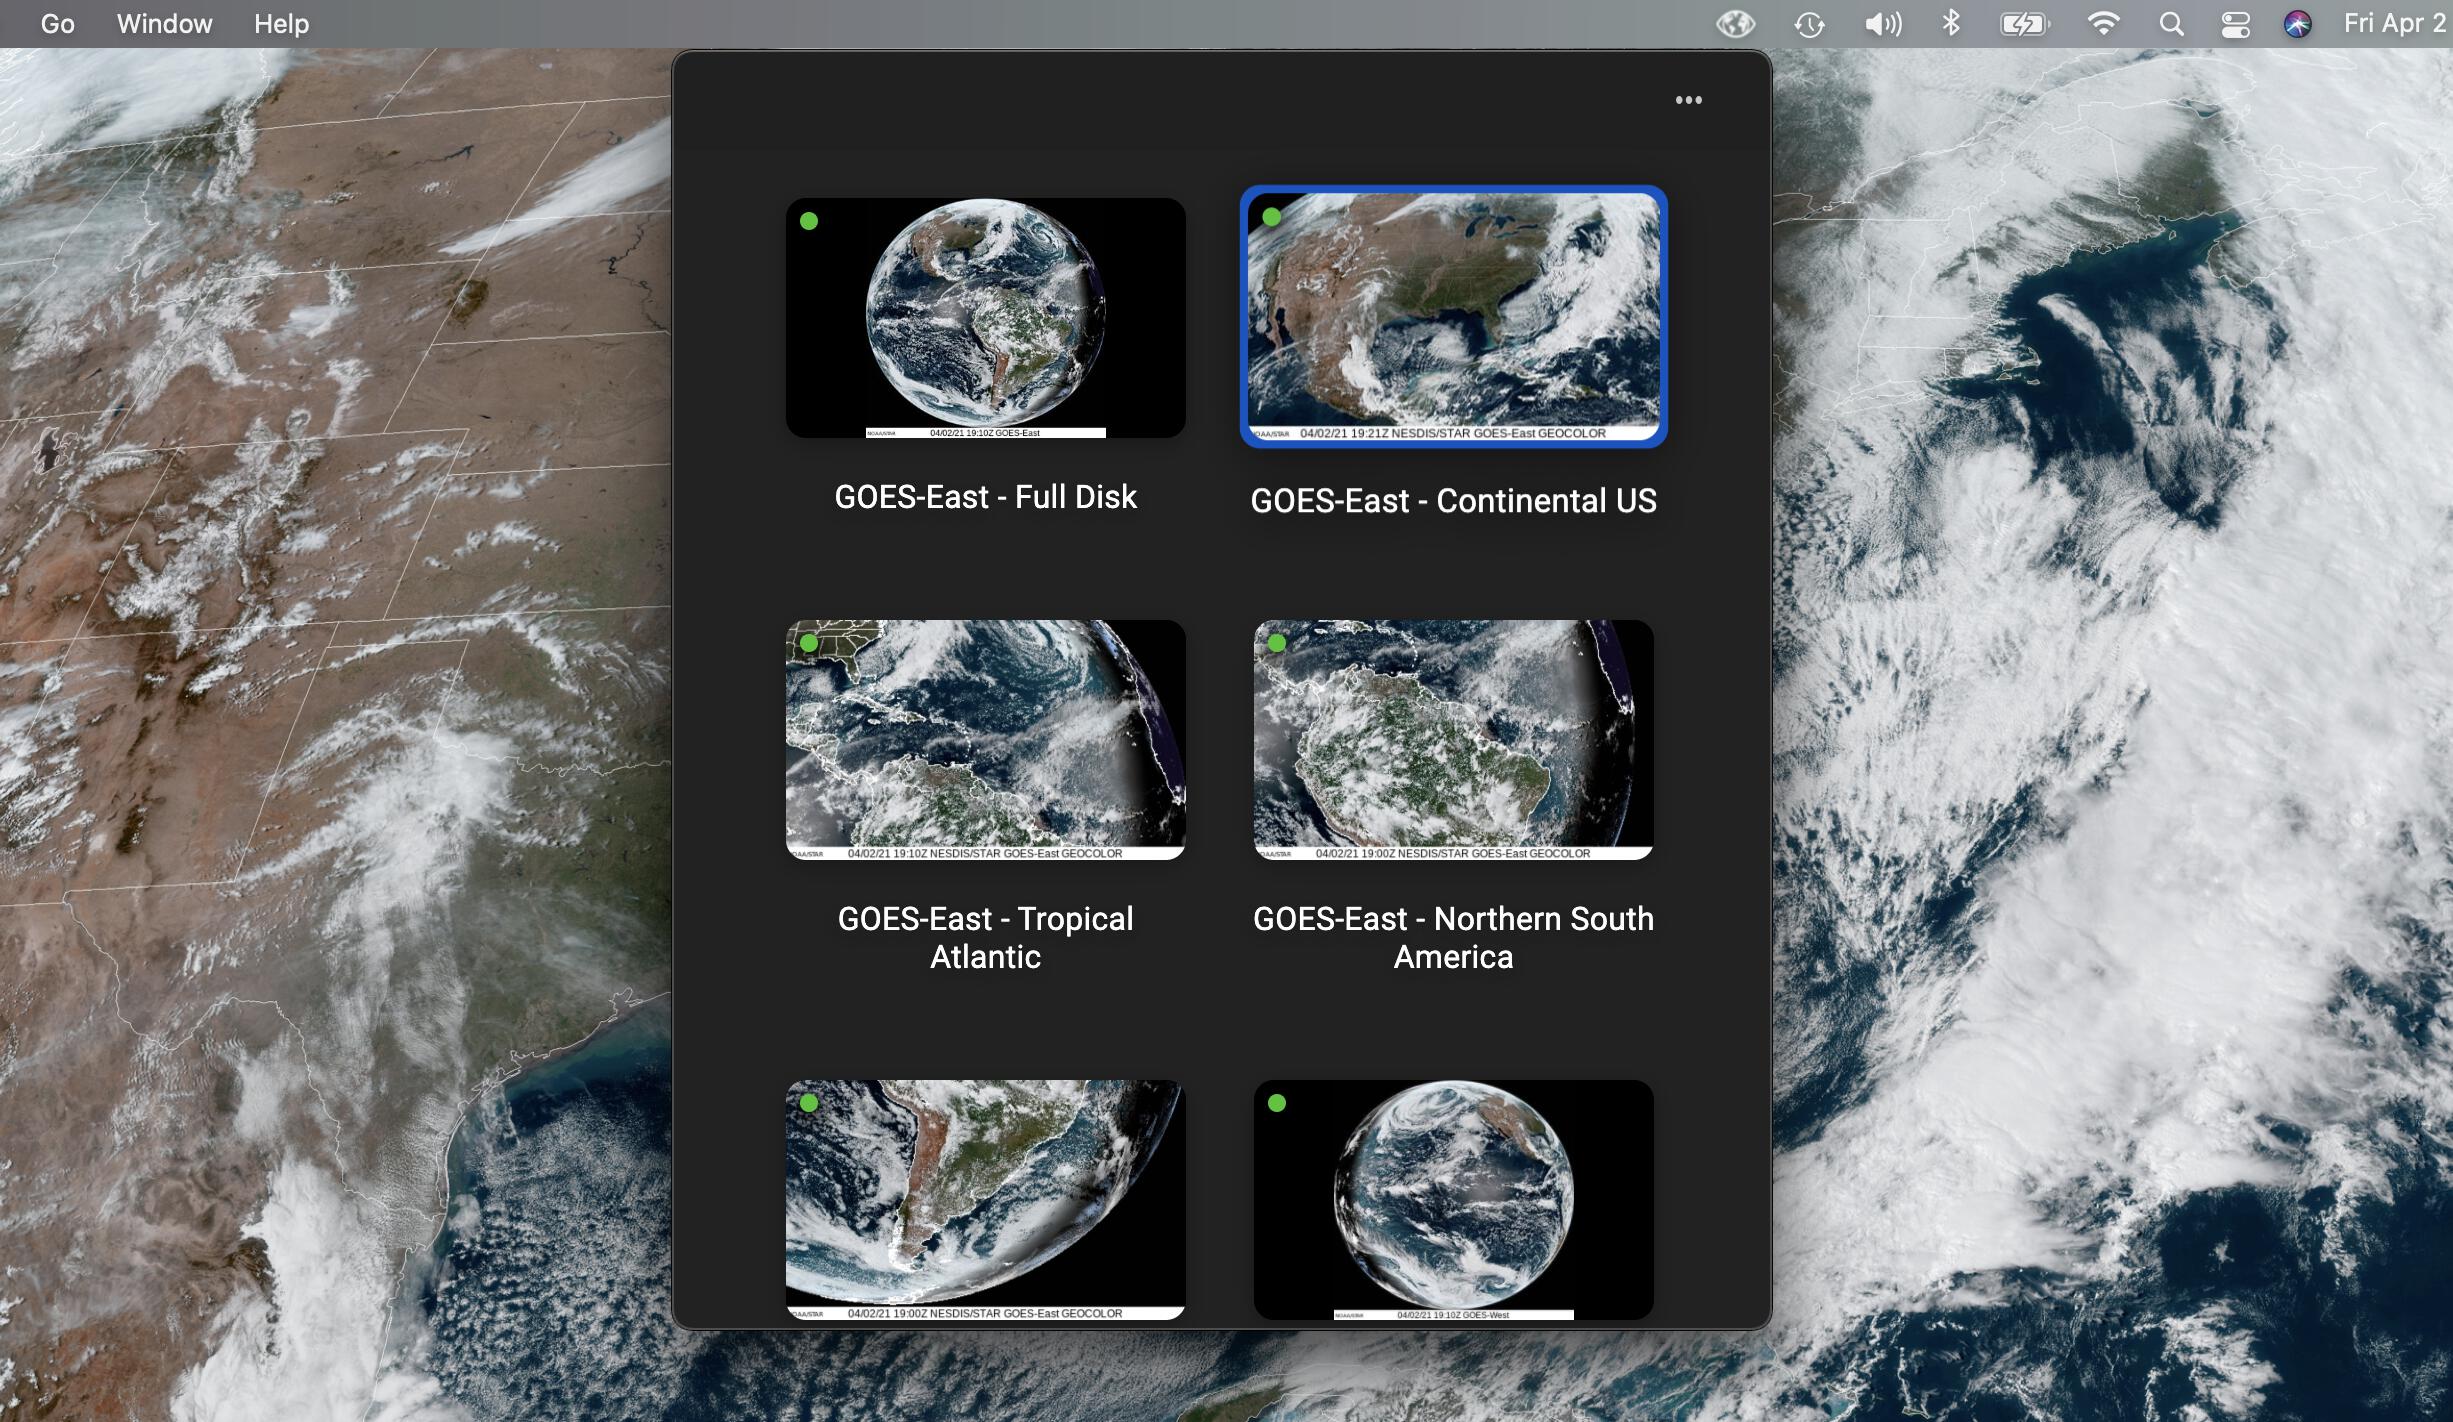 Go Window Help Fri Apr 2
NOAA/STAR 04/02/21 19:10Z GOES-East
04/02/21 19:21Z NESDIS/STAR GOES-East GEOCOLOR
GOES-East - Full Disk
GOES-East - Continental US
04/02/21 19:10Z NESDIS/STAR GOES-East GEOCOLOR
04/02/21 19:00Z NESDIS/STAR GOES-East GEOCOLOR
GOES-East - Tropical
Atlantic
GOES-East - Northern South
America
04/02/21 19:00Z NESDIS/STAR GOES-East GEOCOLOR
NOAA/STAR 04/02/21 19:10Z GOES-West